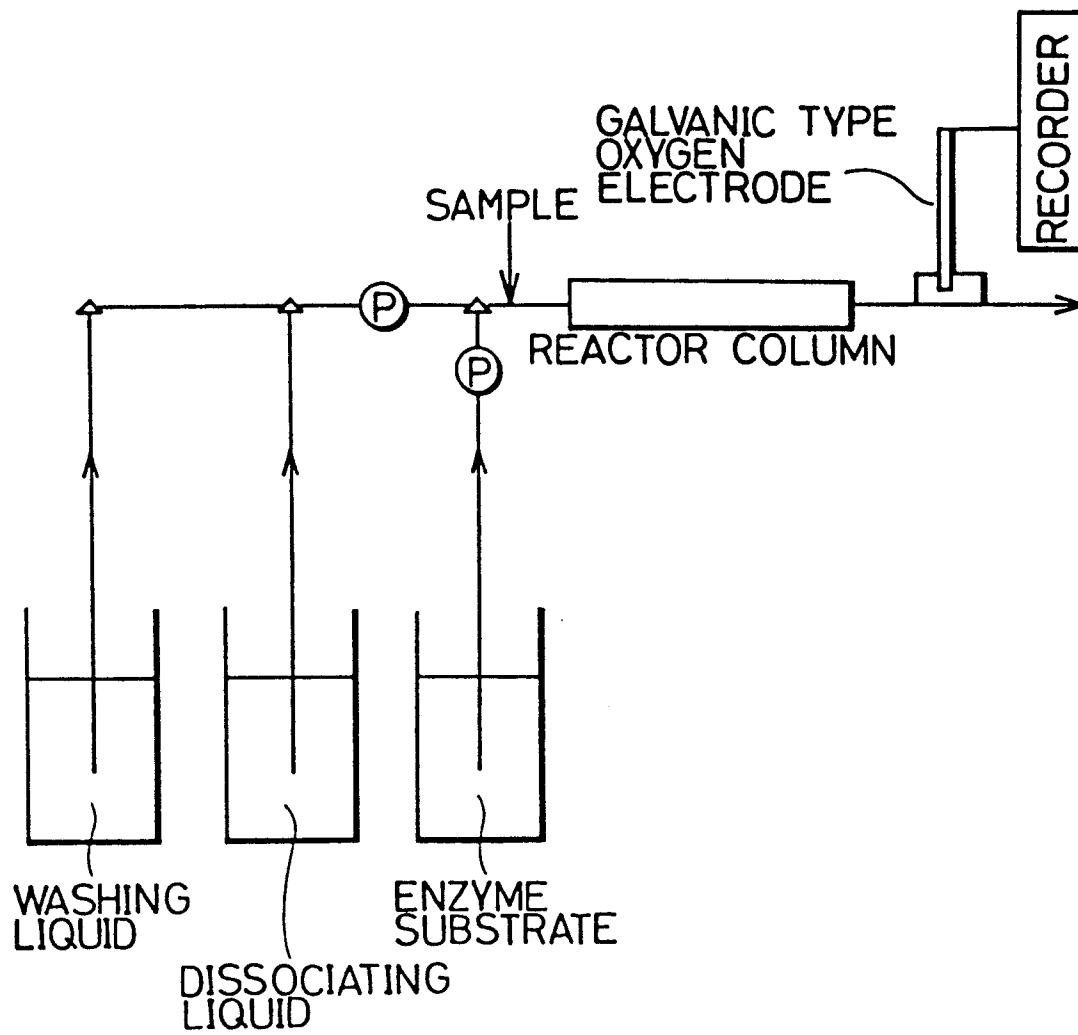 GALVANIC TYPE
OXYGEN
ELECTRODE
RECORDER
SAMPLE
P
REACTOR COLUMN
P
WASHING
LIQUID
DISSOCIATING
LIQUID
ENZYME
SUBSTRATE